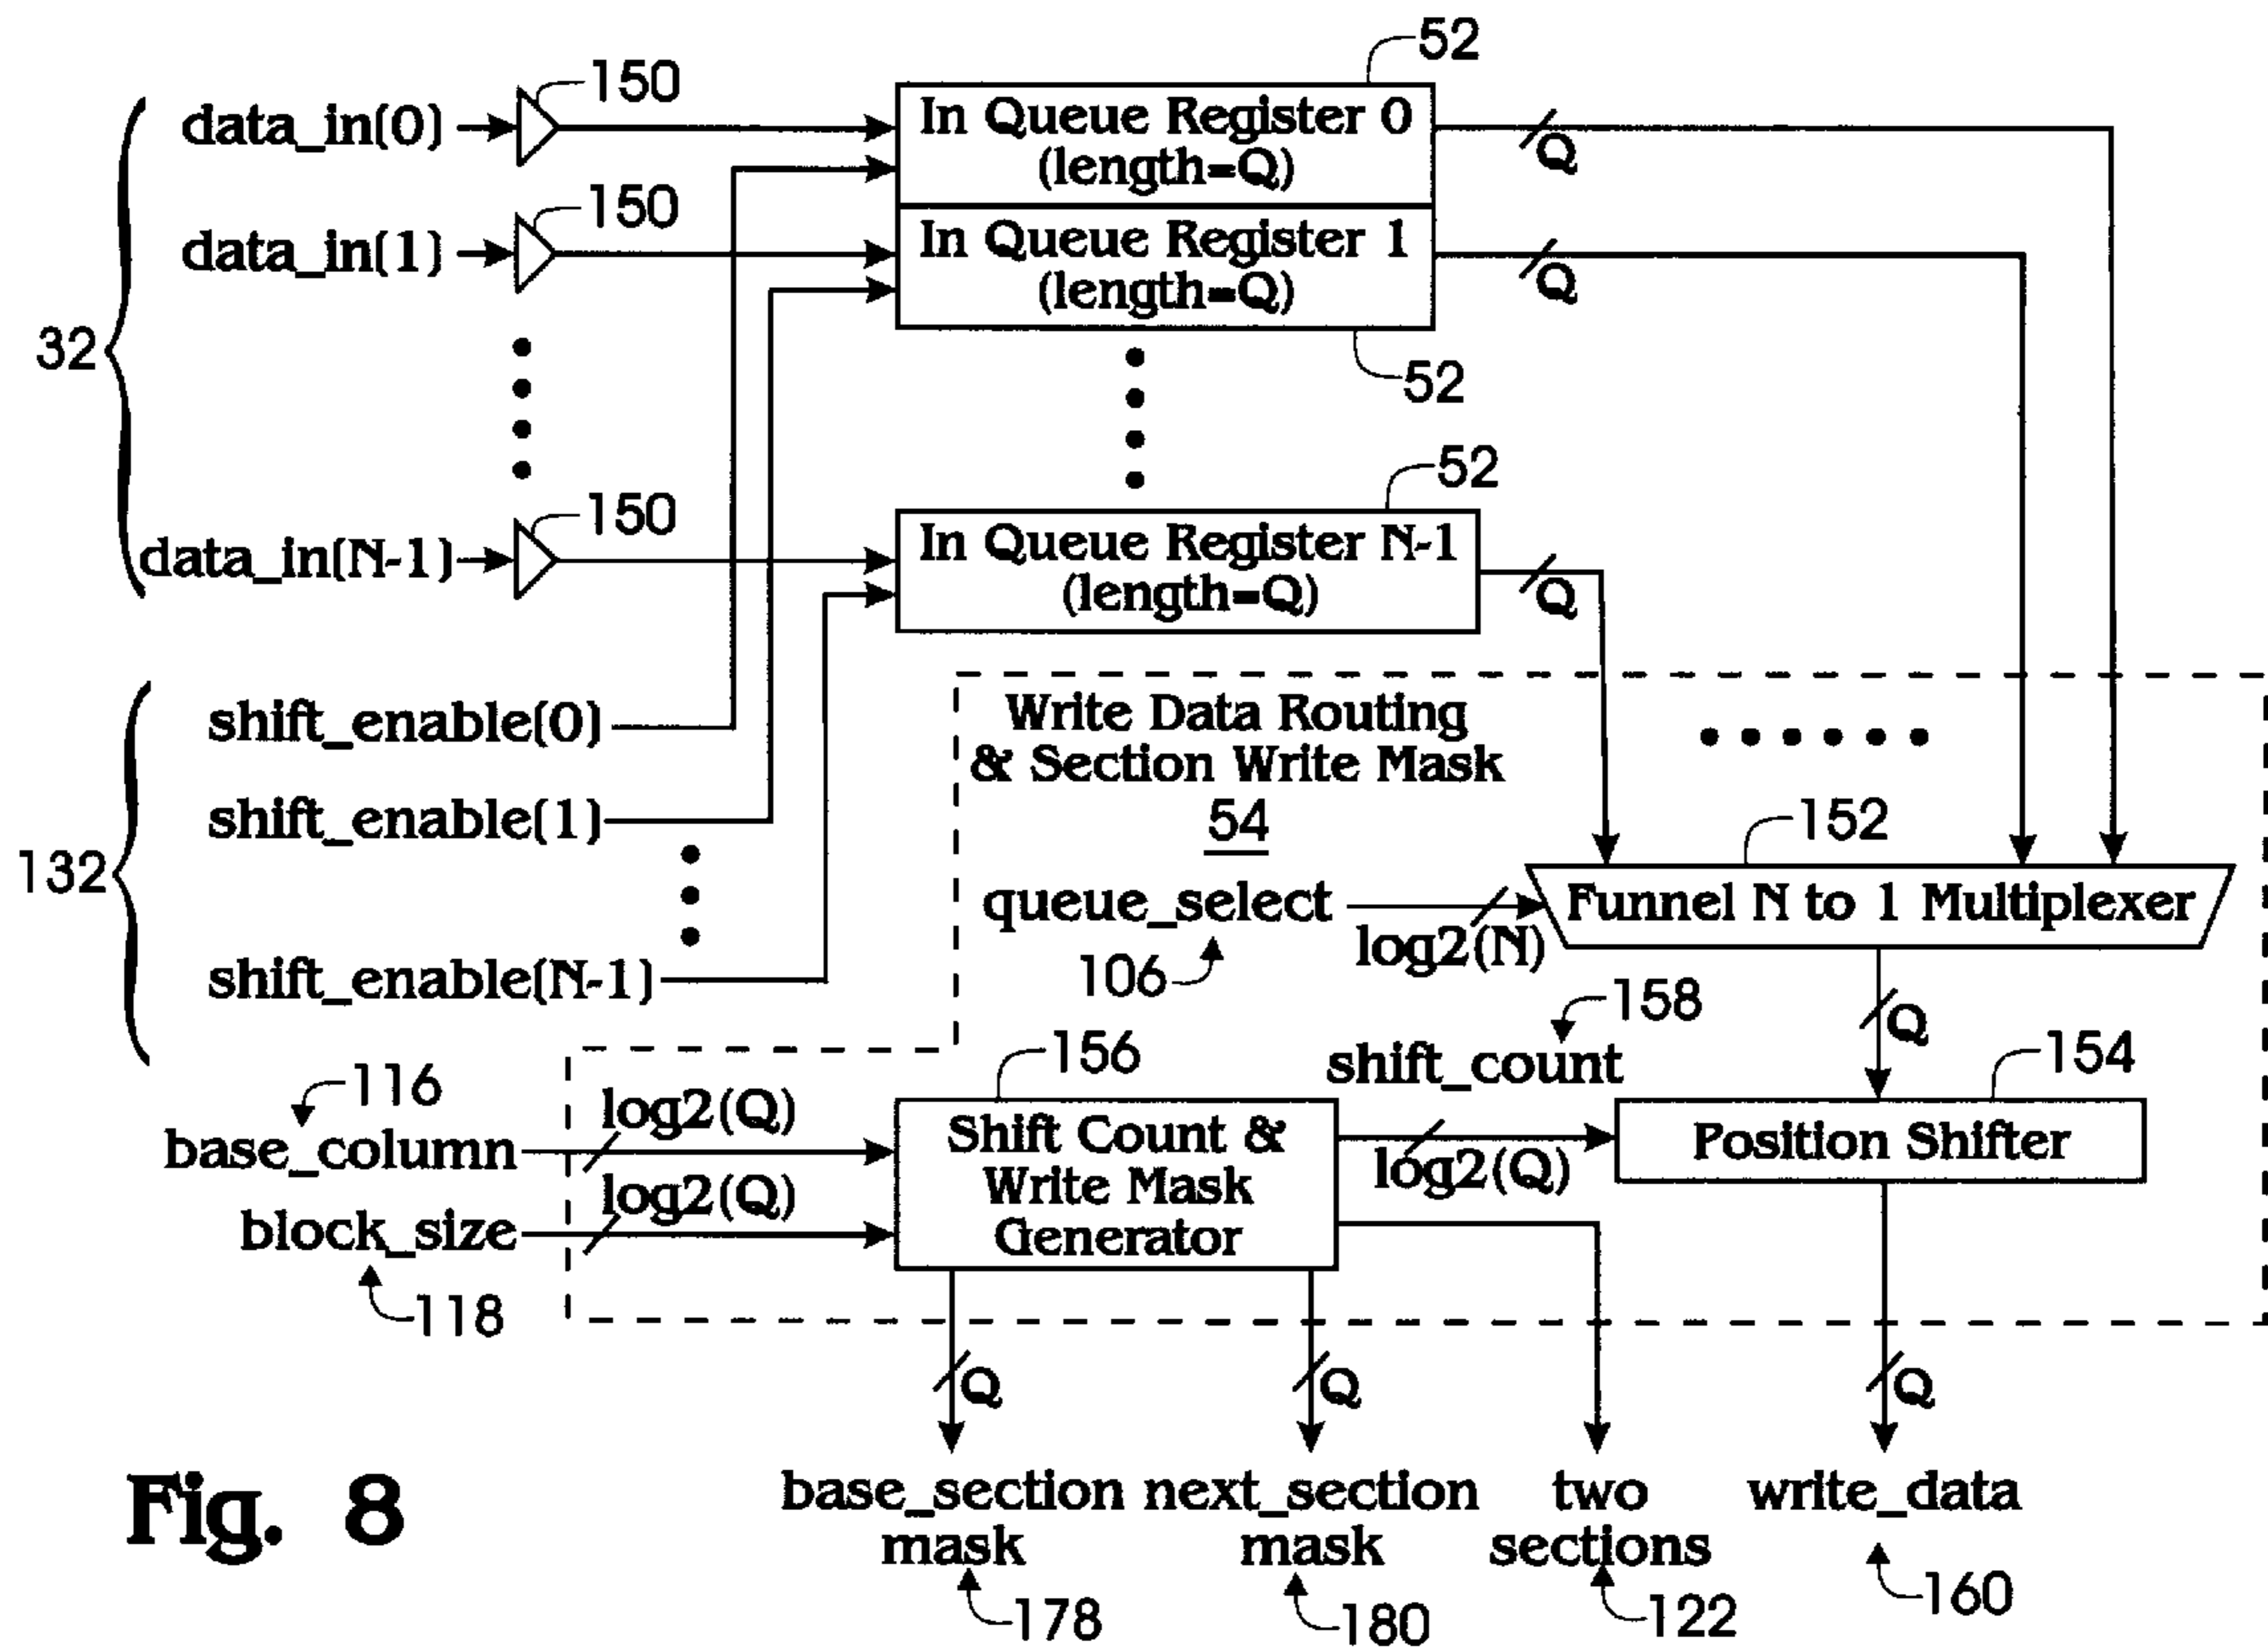 52
150
data_in(0)
In Queue Register 0
(length=Q)
Q
150
data_in(1)
In Queue Register 1
(length=Q)
Q
32
52
52
150
data_in(N-1)
In Queue Register N-1
(length=Q)
Q
132
shift_enable(0)
shift_enable(1)
shift_enable(N-1)
Write Data Routing
& Section Write Mask
54
152
queue_select
log2(N)
106
Funnel N to 1 Multiplexer
Q
158
shift_count
156
154
116
base_column
log2(Q)
block_size
log2(Q)
118
Shift Count &
Write Mask
Generator
log2(Q)
Position Shifter
Q
Q
Q
base_section
mask
178
next_section
mask
180
two
sections
122
write_data
160
Fig. 8